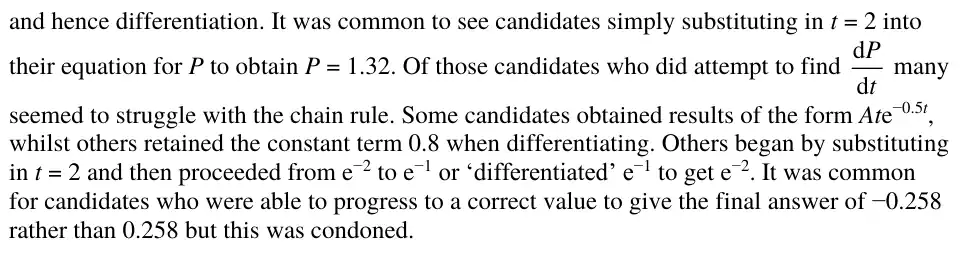 and hence differentiation. It was common to see candidates simply substituting in t = 2 into
their equation for P to obtain P = 1.32. Of those candidates who did attempt to find dP/dt many
seemed to struggle with the chain rule. Some candidates obtained results of the form Ate⁻⁰·⁵ᵗ,
whilst others retained the constant term 0.8 when differentiating. Others began by substituting
in t = 2 and then proceeded from e⁻² to e⁻¹ or ‘differentiated’ e⁻¹ to get e⁻². It was common
for candidates who were able to progress to a correct value to give the final answer of −0.258
rather than 0.258 but this was condoned.